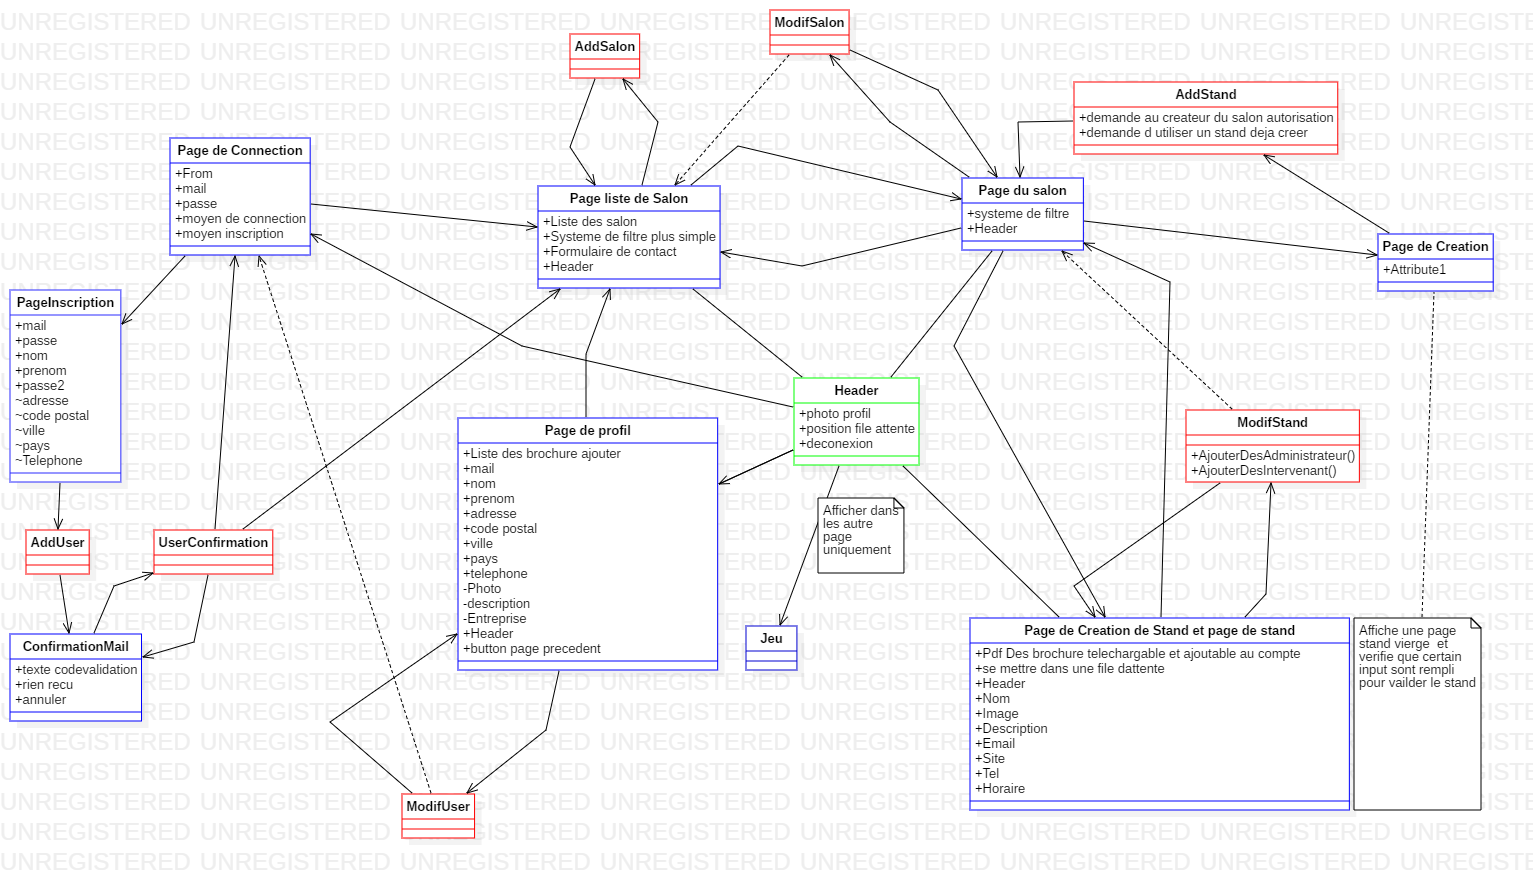 ModifSalon
AddSalon
AddStand
+demande au createur du salon autorisation
+demande d utiliser un stand deja creer
Page de Connection
+From
+mail
+passe
+moyen de connection
+moyen inscription
Page liste de Salon
+Liste des salon
+Systeme de filtre plus simple
+Formulaire de contact
+Header
Page du salon
+systeme de filtre
+Header
Page de Creation
+Attribute1
PageInscription
+mail
+passe
+nom
+prenom
+passe2
~adresse
~code postal
~ville
~pays
~Telephone
Header
+photo profil
+position file attente
+deconexion
Page de profil
+Liste des brochure ajouter
+mail
+nom
+prenom
+adresse
+code postal
+ville
+pays
+telephone
-Photo
-description
-Entreprise
+Header
+button page precedent
ModifStand
+AjouterDesAdministrateur()
+AjouterDesIntervenant()
Afficher dans
les autre
page
uniquement
AddUser
UserConfirmation
ConfirmationMail
+texte codevalidation
+rien recu
+annuler
Jeu
Page de Creation de Stand et page de stand
+Pdf Des brochure telechargable et ajoutable au compte
+se mettre dans une file dattente
+Header
+Nom
+Image
+Description
+Email
+Site
+Tel
+Horaire
Affiche une page
stand vierge  et
verifie que certain
input sont rempli
pour vailder le stand
ModifUser
UNREGISTERED